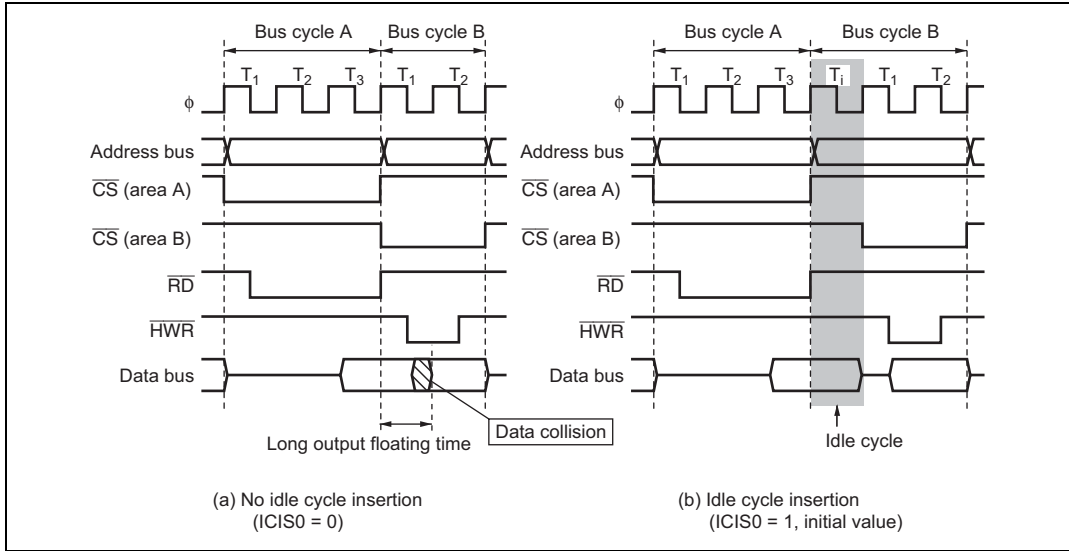 Bus cycle A Bus cycle B
T1 T2 T3 T1 T2
φ
Address bus
CS (area A)
CS (area B)
RD
HWR
Data bus
Data collision
Long output floating time
(a) No idle cycle insertion
(ICIS0 = 0)
Bus cycle A Bus cycle B
T1 T2 T3 Ti T1 T2
φ
Address bus
CS (area A)
CS (area B)
RD
HWR
Data bus
Idle cycle
(b) Idle cycle insertion
(ICIS0 = 1, initial value)